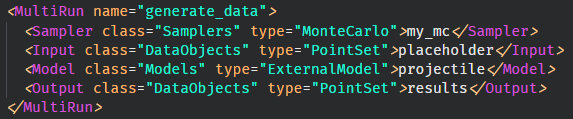 <MultiRun name="generate_data">
<Sampler class="Samplers" type="MonteCarlo">my_mc</Sampler>
<Input class="DataObjects" type="PointSet">placeholder</Input>
<Model class="Models" type="ExternalModel">projectile</Model>
<Output class="DataObjects" type="PointSet">results</Output>
</MultiRun>